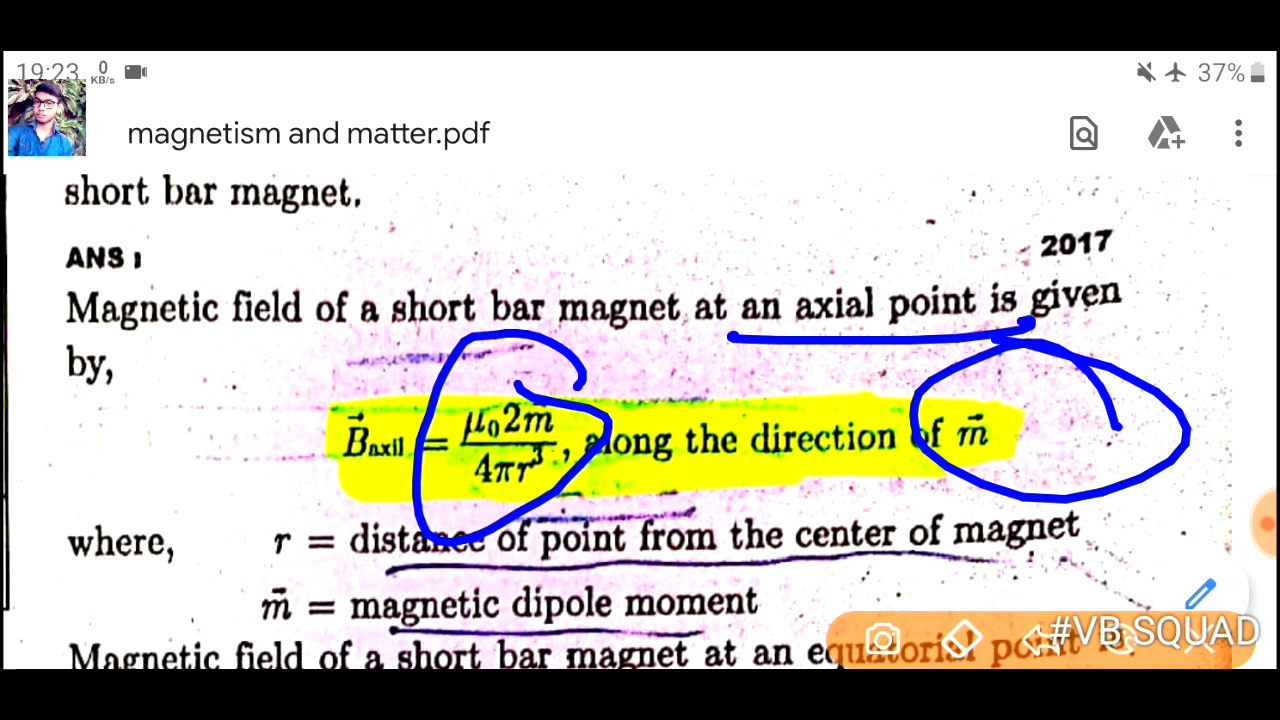 19:23 0 KB/s 37%
magnetism and matter.pdf
short bar magnet.
ANS :
2017
Magnetic field of a short bar magnet at an axial point is given
by,
B⃗axil = μ₀2m⃗ / 4πr³, along the direction of m⃗
where, r = distance of point from the center of magnet
m⃗ = magnetic dipole moment
#VB SQUAD
Magnetic field of a short bar magnet at an equatorial point